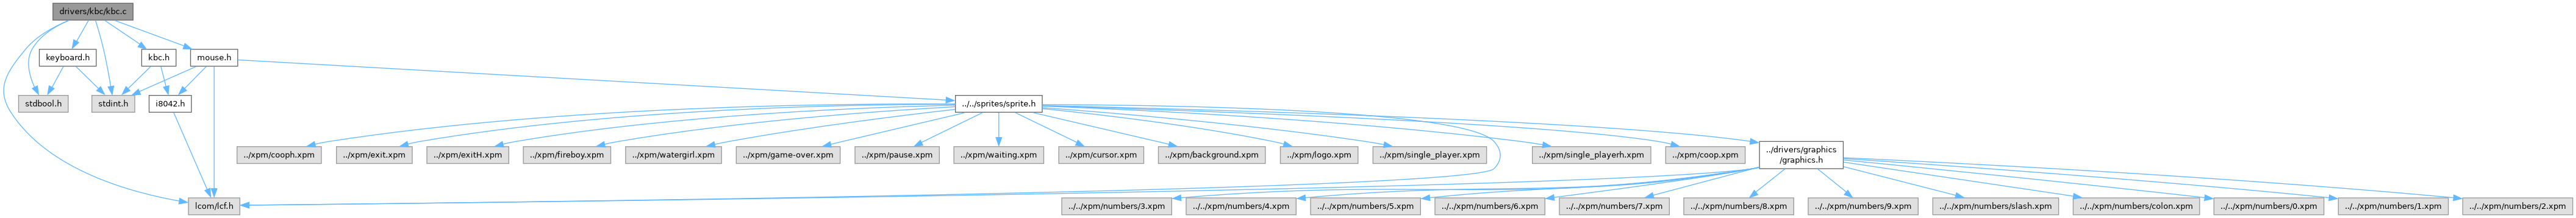 drivers/kbc/kbc.c
keyboard.h
kbc.h
mouse.h
stdbool.h
stdint.h
i8042.h
../../sprites/sprite.h
../xpm/cooph.xpm
../xpm/exit.xpm
../xpm/exitH.xpm
../xpm/fireboy.xpm
../xpm/watergirl.xpm
../xpm/game-over.xpm
../xpm/pause.xpm
../xpm/waiting.xpm
../xpm/cursor.xpm
../xpm/background.xpm
../xpm/logo.xpm
../xpm/single_player.xpm
../xpm/single_playerh.xpm
../xpm/coop.xpm
../drivers/graphics
/graphics.h
lcom/lcf.h
../../xpm/numbers/3.xpm
../../xpm/numbers/4.xpm
../../xpm/numbers/5.xpm
../../xpm/numbers/6.xpm
../../xpm/numbers/7.xpm
../../xpm/numbers/8.xpm
../../xpm/numbers/9.xpm
../../xpm/numbers/slash.xpm
../../xpm/numbers/colon.xpm
../../xpm/numbers/0.xpm
../../xpm/numbers/1.xpm
../../xpm/numbers/2.xpm